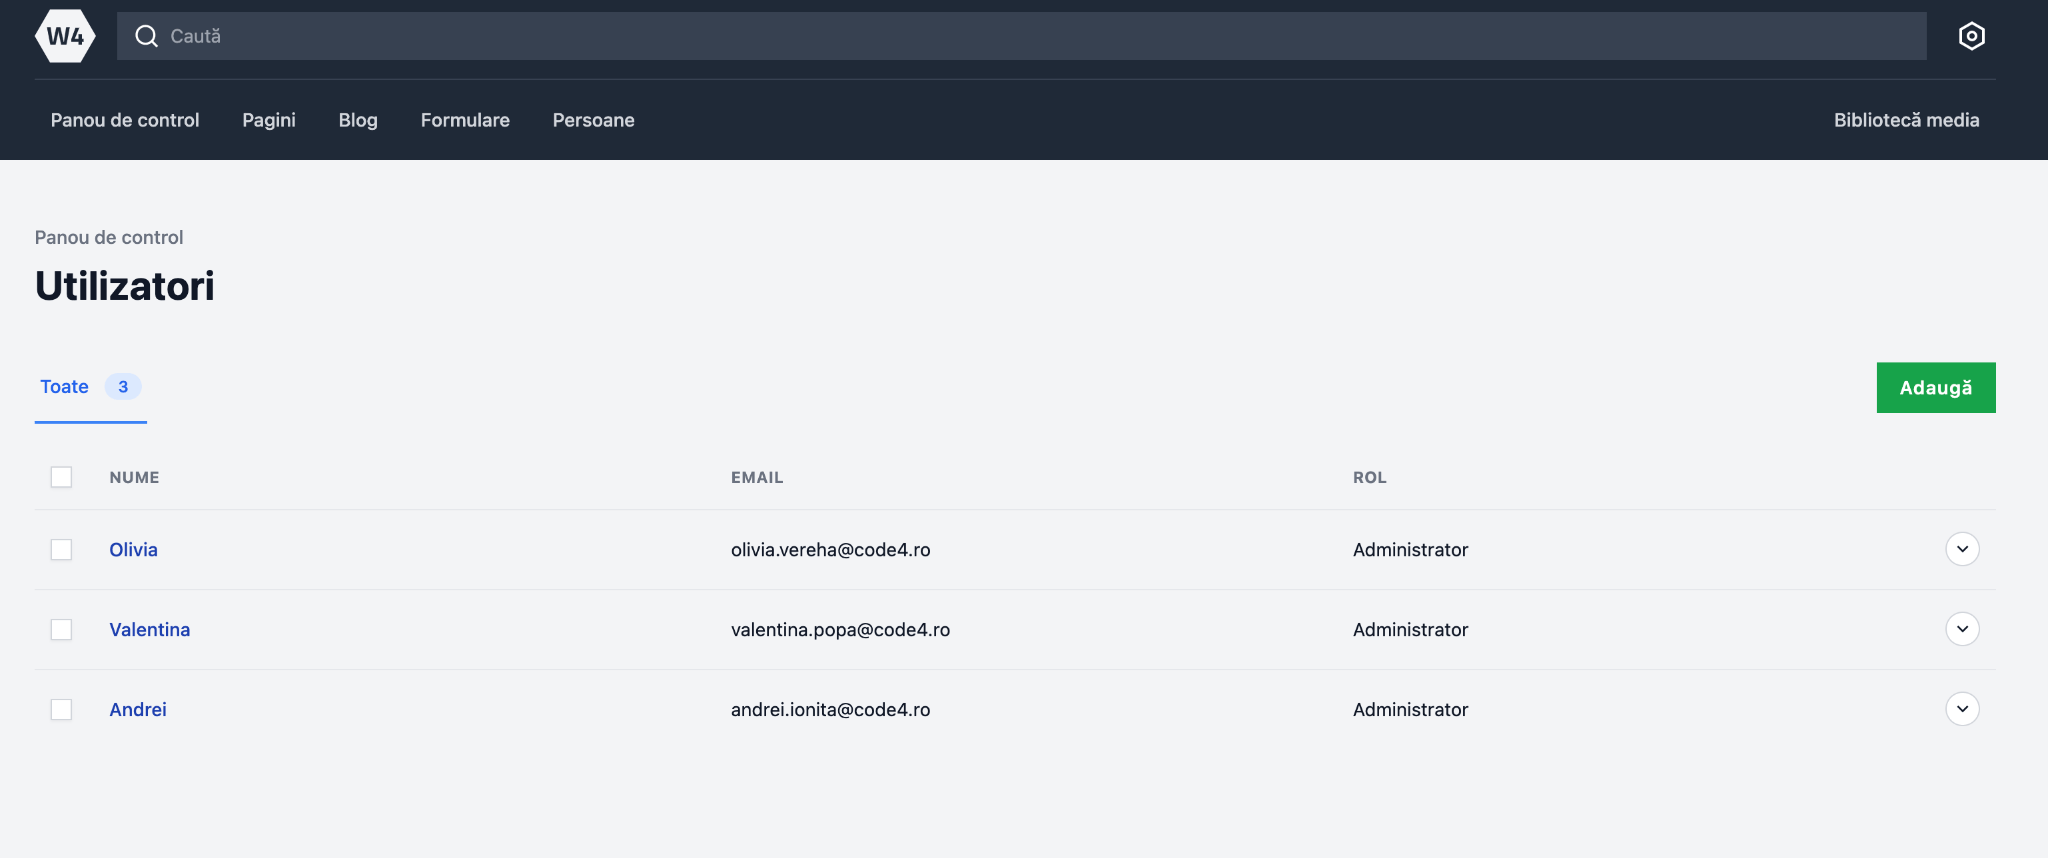 W4
Caută
Panou de control Pagini Blog Formulare Persoane Bibliotecă media
Panou de control
Utilizatori
Toate 3 Adaugă
NUME EMAIL ROL
Olivia olivia.vereha@code4.ro Administrator
Valentina valentina.popa@code4.ro Administrator
Andrei andrei.ionita@code4.ro Administrator